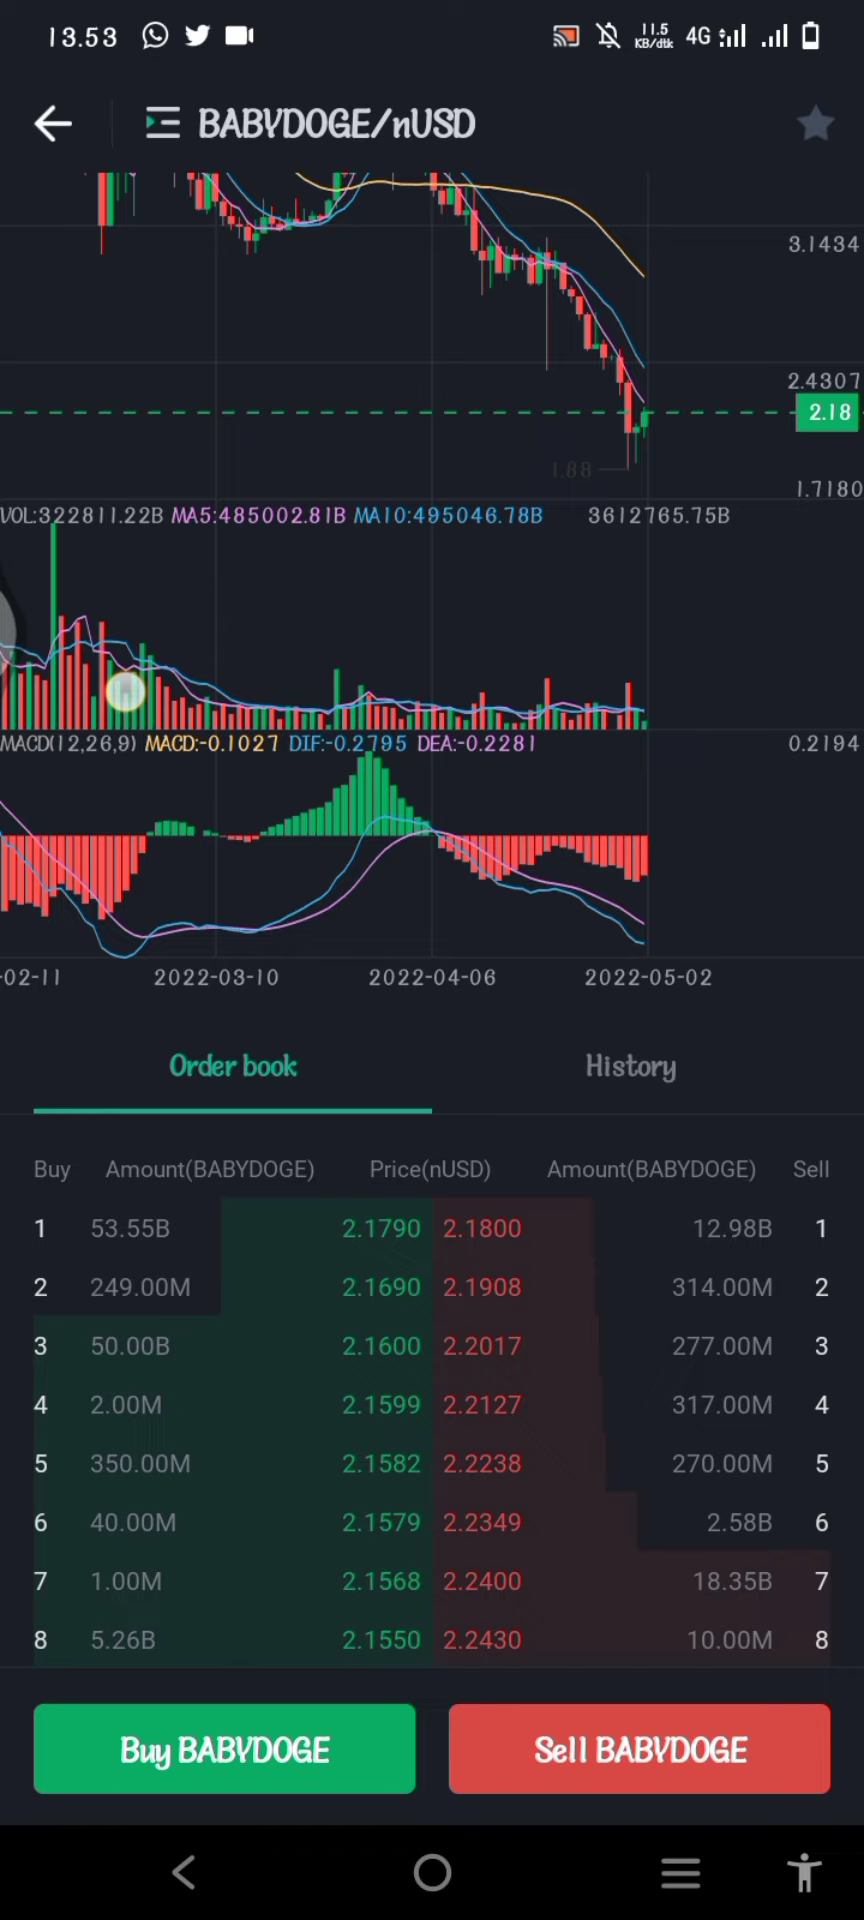 13.53 11.5 KB/dtk 4G
BABYDOGE/nUSD
3.1434
2.4307
2.18
1.88
1.7180
VOL:322811.22B MA5:485002.81B MA10:495046.78B 3612765.75B
MACD(12,26,9) MACD:-0.1027 DIF:-0.2795 DEA:-0.2281 0.2194
-02-11 2022-03-10 2022-04-06 2022-05-02
Order book History
Buy Amount(BABYDOGE) Price(nUSD) Amount(BABYDOGE) Sell
1 53.55B 2.1790 2.1800 12.98B 1
2 249.00M 2.1690 2.1908 314.00M 2
3 50.00B 2.1600 2.2017 277.00M 3
4 2.00M 2.1599 2.2127 317.00M 4
5 350.00M 2.1582 2.2238 270.00M 5
6 40.00M 2.1579 2.2349 2.58B 6
7 1.00M 2.1568 2.2400 18.35B 7
8 5.26B 2.1550 2.2430 10.00M 8
Buy BABYDOGE Sell BABYDOGE